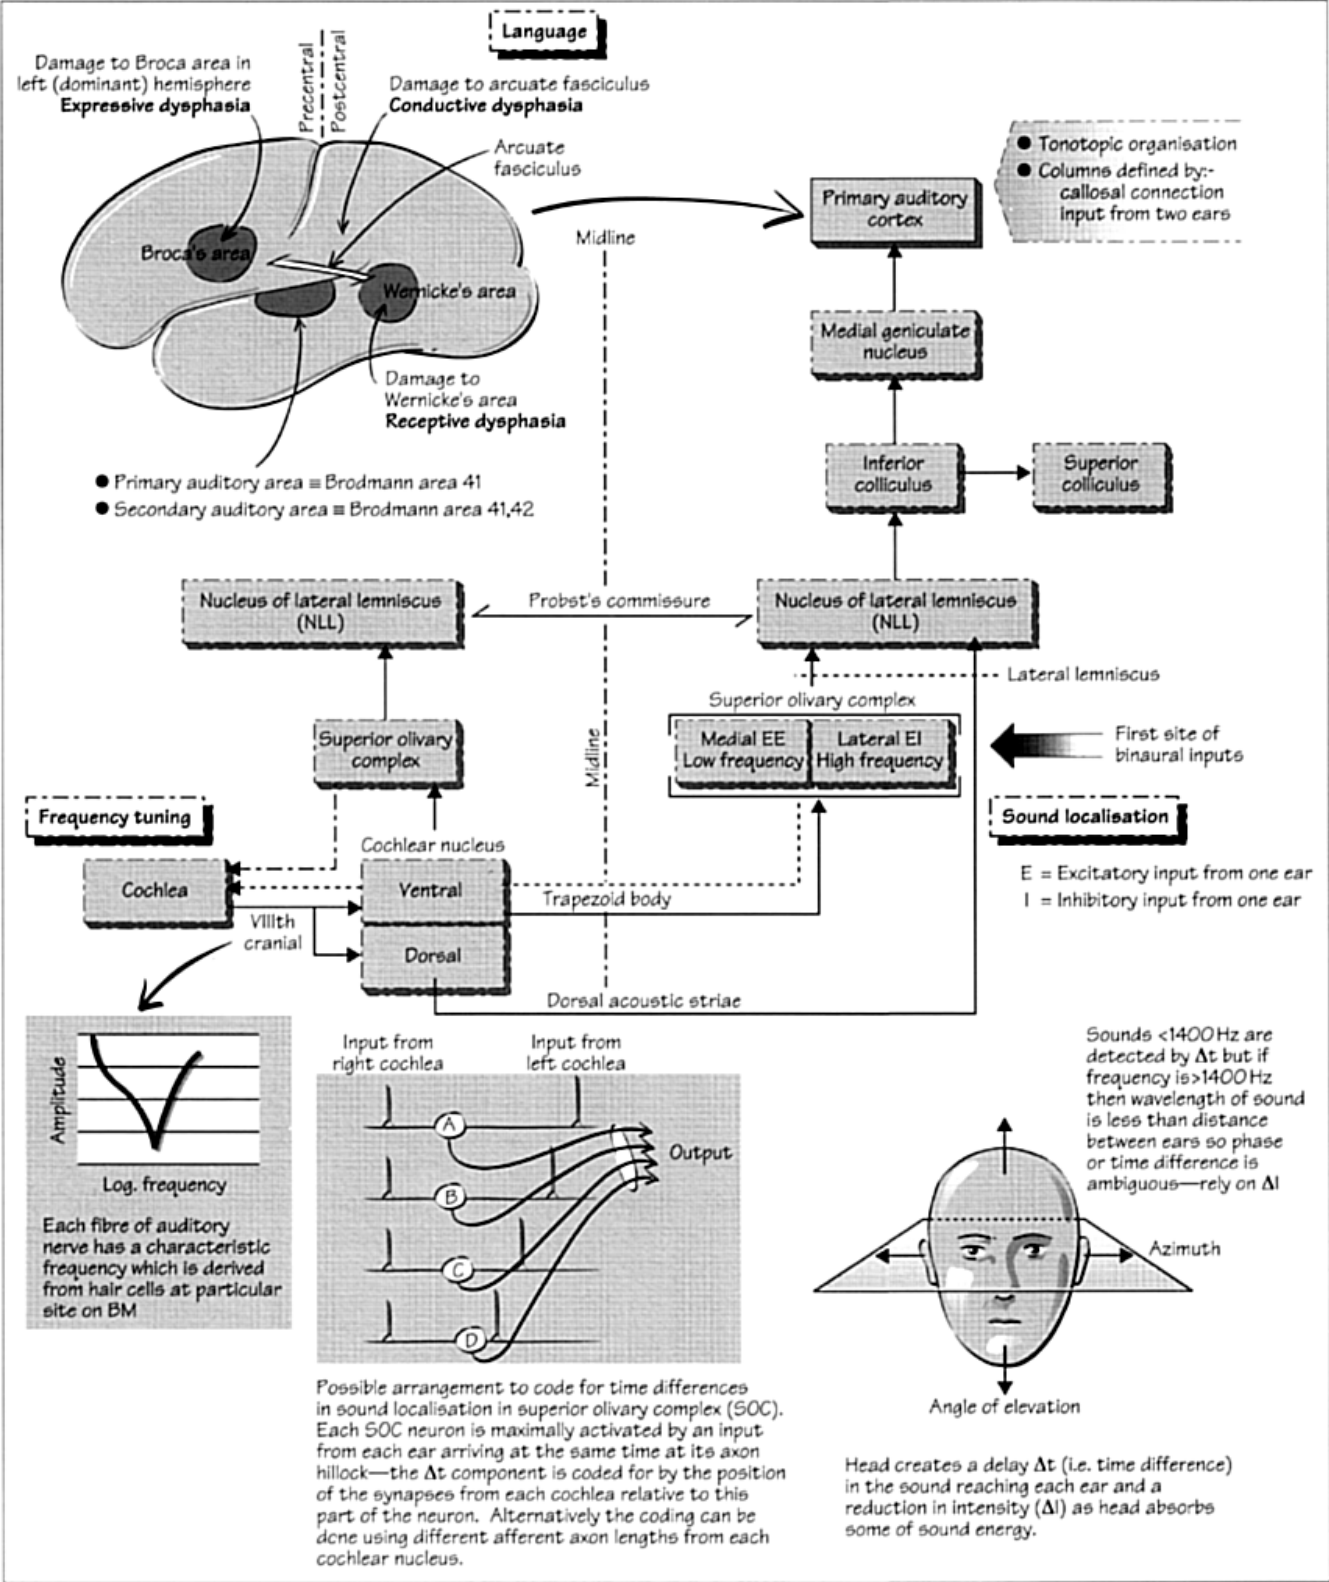 Language
Damage to Broca area in
left (dominant) hemisphere
Expressive dysphasia
Precentral
Postcentral
Damage to arcuate fasciculus
Conductive dysphasia
Arcuate
fasciculus
Broca's area
Wernicke's area
Damage to
Wernicke's area
Receptive dysphasia
● Primary auditory area ≡ Brodmann area 41
● Secondary auditory area ≡ Brodmann area 41,42
Midline
Primary auditory
cortex
● Tonotopic organisation
● Columns defined by:-
callosal connection
input from two ears
Medial geniculate
nucleus
Inferior
colliculus
Superior
colliculus
Nucleus of lateral lemniscus
(NLL)
Probst's commissure
Nucleus of lateral lemniscus
(NLL)
Lateral lemniscus
Superior olivary complex
Superior olivary
complex
Midline
Medial EE
Low frequency
Lateral EI
High frequency
First site of
binaural inputs
Frequency tuning
Sound localisation
Cochlear nucleus
Cochlea
Ventral
Dorsal
VIIIth
cranial
Trapezoid body
Dorsal acoustic striae
E = Excitatory input from one ear
I = Inhibitory input from one ear
Amplitude
Log. frequency
Each fibre of auditory
nerve has a characteristic
frequency which is derived
from hair cells at particular
site on BM
Input from
right cochlea
Input from
left cochlea
A
B
C
D
Output
Possible arrangement to code for time differences
in sound localisation in superior olivary complex (SOC).
Each SOC neuron is maximally activated by an input
from each ear arriving at the same time at its axon
hillock—the Δt component is coded for by the position
of the synapses from each cochlea relative to this
part of the neuron. Alternatively the coding can be
dcne using different afferent axon lengths from each
cochlear nucleus.
Sounds <1400 Hz are
detected by Δt but if
frequency is>1400 Hz
then wavelength of sound
is less than distance
between ears so phase
or time difference is
ambiguous—rely on ΔI
Azimuth
Angle of elevation
Head creates a delay Δt (i.e. time difference)
in the sound reaching each ear and a
reduction in intensity (ΔI) as head absorbs
some of sound energy.